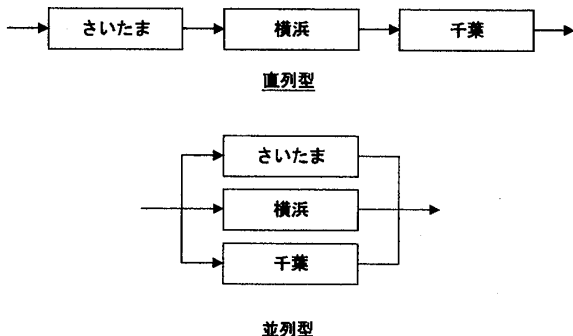 さいたま 横浜 千葉
直列型
さいたま
横浜
千葉
並列型